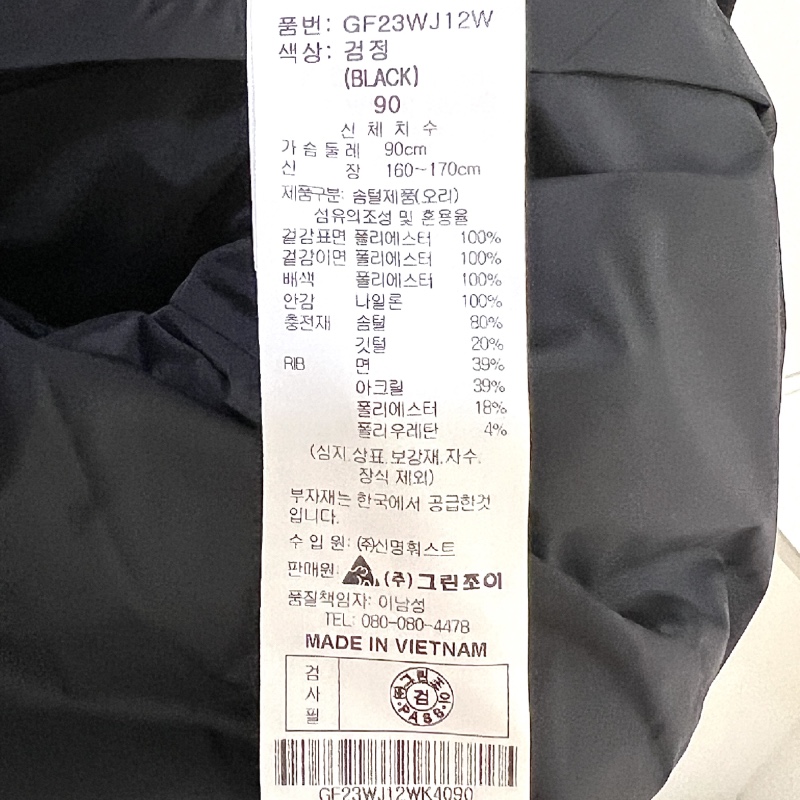 품번: GF23WJ12W
색상: 검정
(BLACK)
90
신 체 치 수
가 슴 둘 레 90cm
신 장 160~170cm
제품구분: 솜털제품(오리)
섬유의조성 및 혼용율
겉감표면 폴리에스터 100%
겉감이면 폴리에스터 100%
배색 폴리에스터 100%
안감 나일론 100%
충전재 솜털 80%
깃털 20%
RIB 면 39%
아크릴 39%
폴리에스터 18%
폴리우레탄 4%
(심지.상표.보강재.자수.
장식 제외)
부자재는 한국에서 공급한것
입니다.
수 입 원: (주)신명훠스트
판매원: (주)그린조이
품질책임자: 이남성
TEL: 080-080-4478
MADE IN VIETNAM
검사필
㈜그린조이
검
PASS
GF23WJ12WK4090